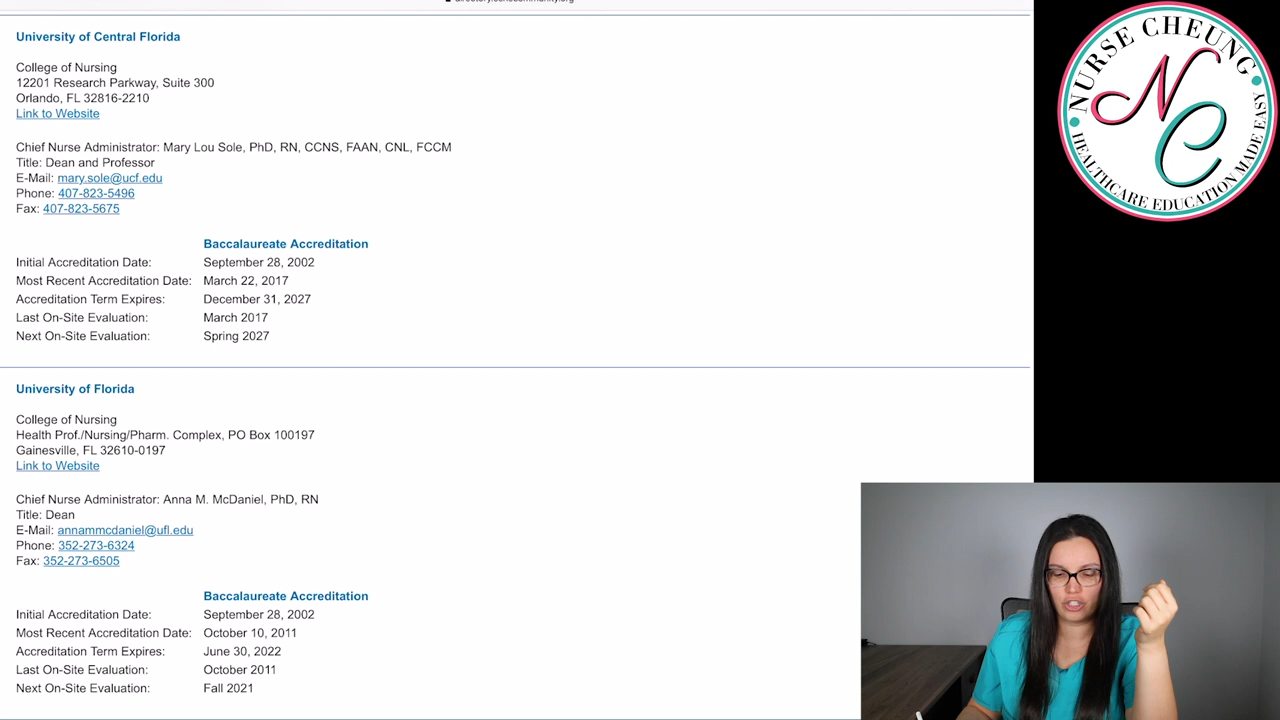 University of Central Florida
College of Nursing
12201 Research Parkway, Suite 300
Orlando, FL 32816-2210
Link to Website
Chief Nurse Administrator: Mary Lou Sole, PhD, RN, CCNS, FAAN, CNL, FCCM
Title: Dean and Professor
E-Mail: mary.sole@ucf.edu
Phone: 407-823-5496
Fax: 407-823-5675
Baccalaureate Accreditation
Initial Accreditation Date: September 28, 2002
Most Recent Accreditation Date: March 22, 2017
Accreditation Term Expires: December 31, 2027
Last On-Site Evaluation: March 2017
Next On-Site Evaluation: Spring 2027
University of Florida
College of Nursing
Health Prof./Nursing/Pharm. Complex, PO Box 100197
Gainesville, FL 32610-0197
Link to Website
Chief Nurse Administrator: Anna M. McDaniel, PhD, RN
Title: Dean
E-Mail: annammcdaniel@ufl.edu
Phone: 352-273-6324
Fax: 352-273-6505
Baccalaureate Accreditation
Initial Accreditation Date: September 28, 2002
Most Recent Accreditation Date: October 10, 2011
Accreditation Term Expires: June 30, 2022
Last On-Site Evaluation: October 2011
Next On-Site Evaluation: Fall 2021
NURSE CHEUNG
NC
HEALTHCARE EDUCATION MADE EASY